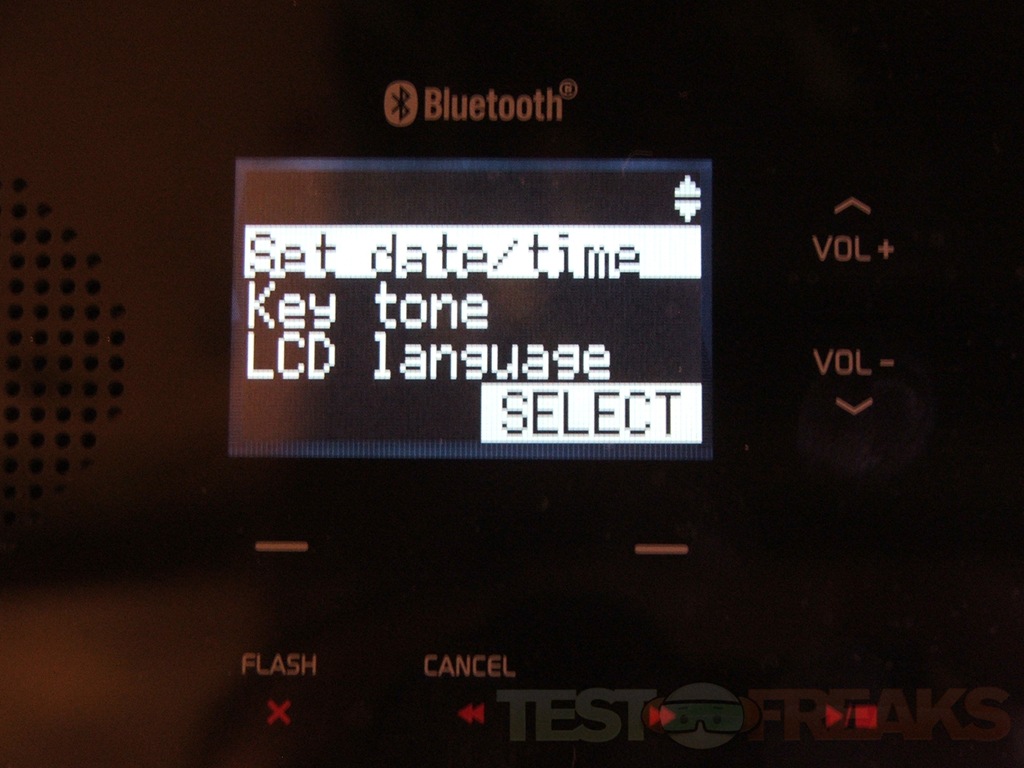 Bluetooth®
Set date/time
Key tone
LCD language
SELECT
VOL +
VOL -
FLASH
CANCEL
TESTFREAKS